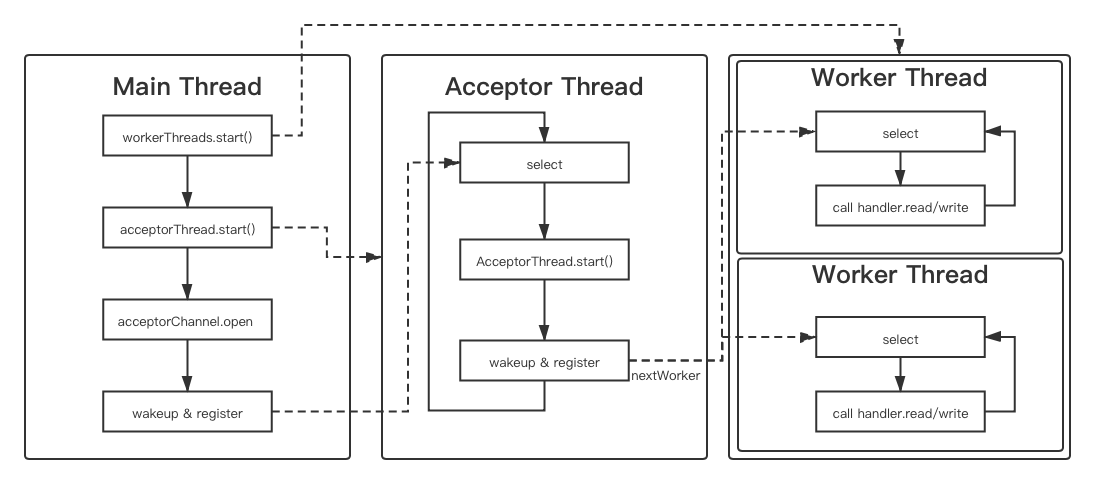 Main Thread
workerThreads.start()
acceptorThread.start()
acceptorChannel.open
wakeup & register
Acceptor Thread
select
AcceptorThread.start()
wakeup & register
nextWorker
Worker Thread
select
call handler.read/write
Worker Thread
select
call handler.read/write